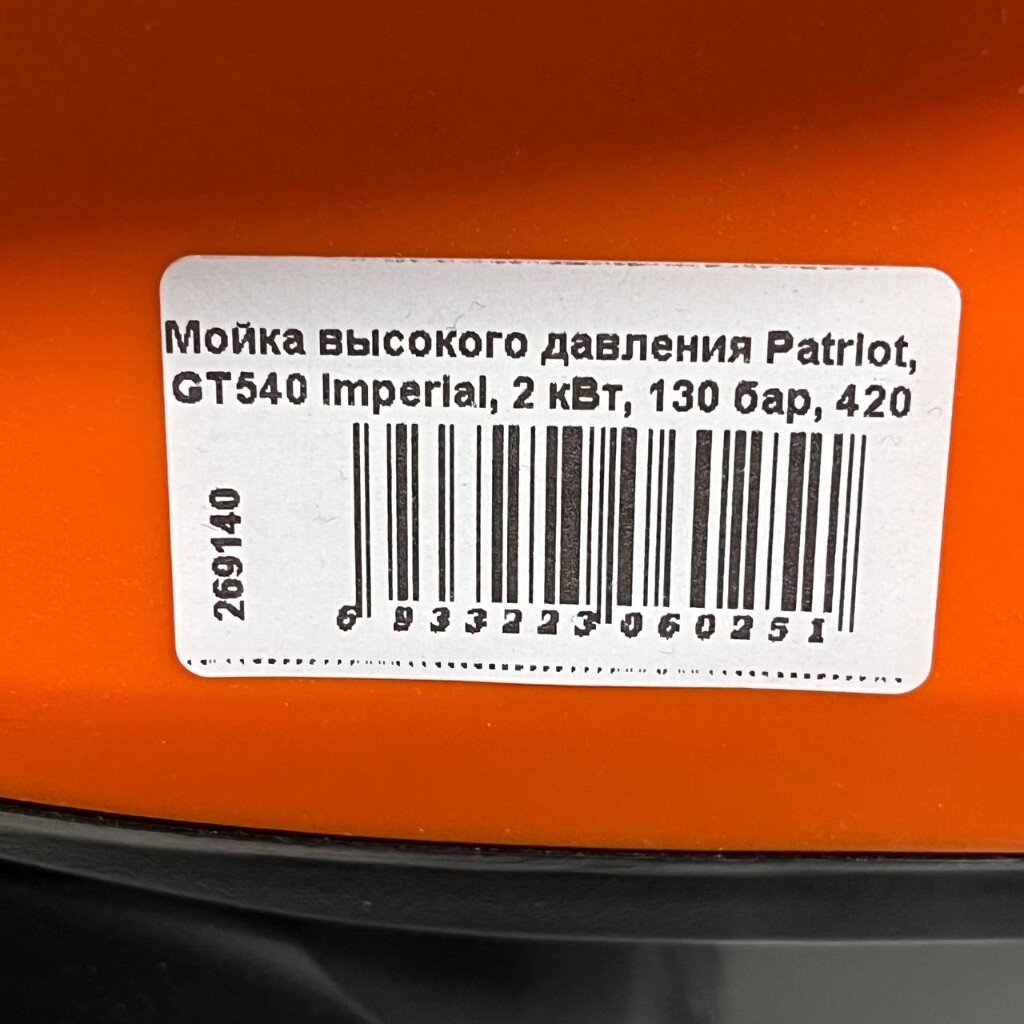 Мойка высокого давления Patriot,
GT540 Imperial, 2 кВт, 130 бар, 420
269140
6 933223 060251